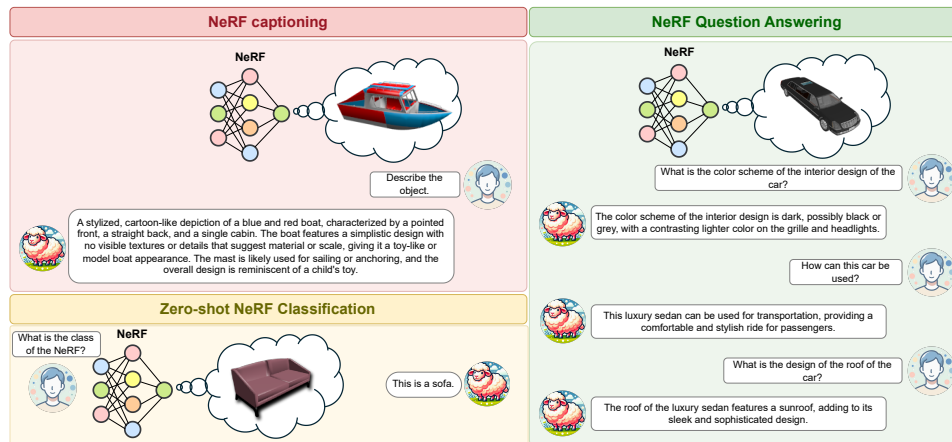 NeRF captioning
NeRF
Describe the
object.
A stylized, cartoon-like depiction of a blue and red boat, characterized by a pointed
front, a straight back, and a single cabin. The boat features a simplistic design with
no visible textures or details that suggest material or scale, giving it a toy-like or
model boat appearance. The mast is likely used for sailing or anchoring, and the
overall design is reminiscent of a child's toy.
Zero-shot NeRF Classification
What is the class
of the NeRF?
NeRF
This is a sofa.
NeRF Question Answering
NeRF
What is the color scheme of the interior design of the
car?
The color scheme of the interior design is dark, possibly black or
grey, with a contrasting lighter color on the grille and headlights.
How can this car be
used?
This luxury sedan can be used for transportation, providing a
comfortable and stylish ride for passengers.
What is the design of the roof of the
car?
The roof of the luxury sedan features a sunroof, adding to its
sleek and sophisticated design.